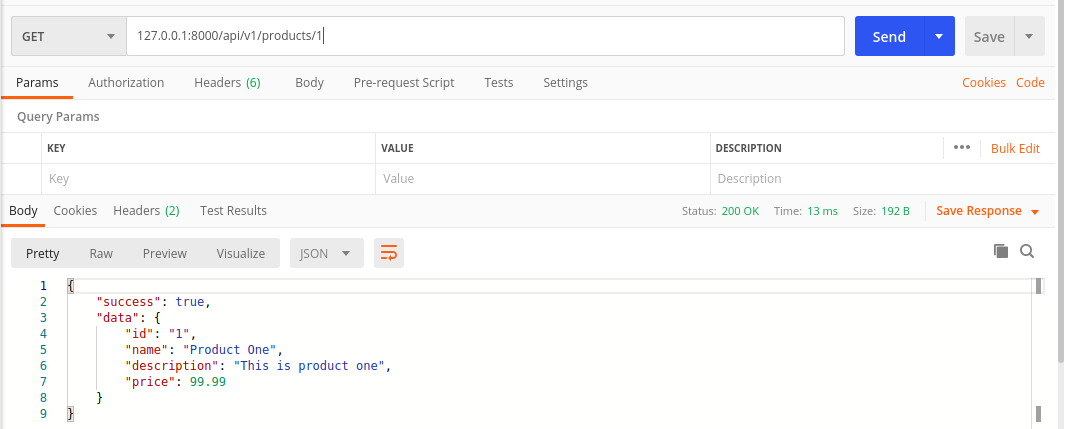 GET 127.0.0.1:8000/api/v1/products/1 Send Save
Params Authorization Headers (6) Body Pre-request Script Tests Settings Cookies Code
Query Params
KEY VALUE DESCRIPTION ••• Bulk Edit
Key Value Description
Body Cookies Headers (2) Test Results Status: 200 OK Time: 13 ms Size: 192 B Save Response
Pretty Raw Preview Visualize JSON
1 {
2 "success": true,
3 "data": {
4 "id": "1",
5 "name": "Product One",
6 "description": "This is product one",
7 "price": 99.99
8 }
9 }